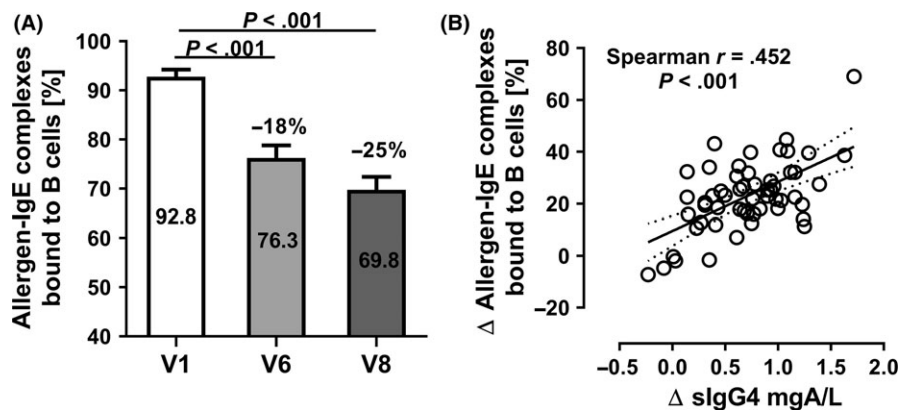 (A)
P < .001
P < .001
Allergen-IgE complexes
bound to B cells [%]
100
90
80
70
60
50
40
–18%
–25%
92.8
76.3
69.8
V1
V6
V8
(B)
Spearman r = .452
P < .001
Δ Allergen-IgE complexes
bound to B cells [%]
80
60
40
20
0
–20
–0.5
0.0
0.5
1.0
1.5
2.0
Δ sIgG4 mgA/L